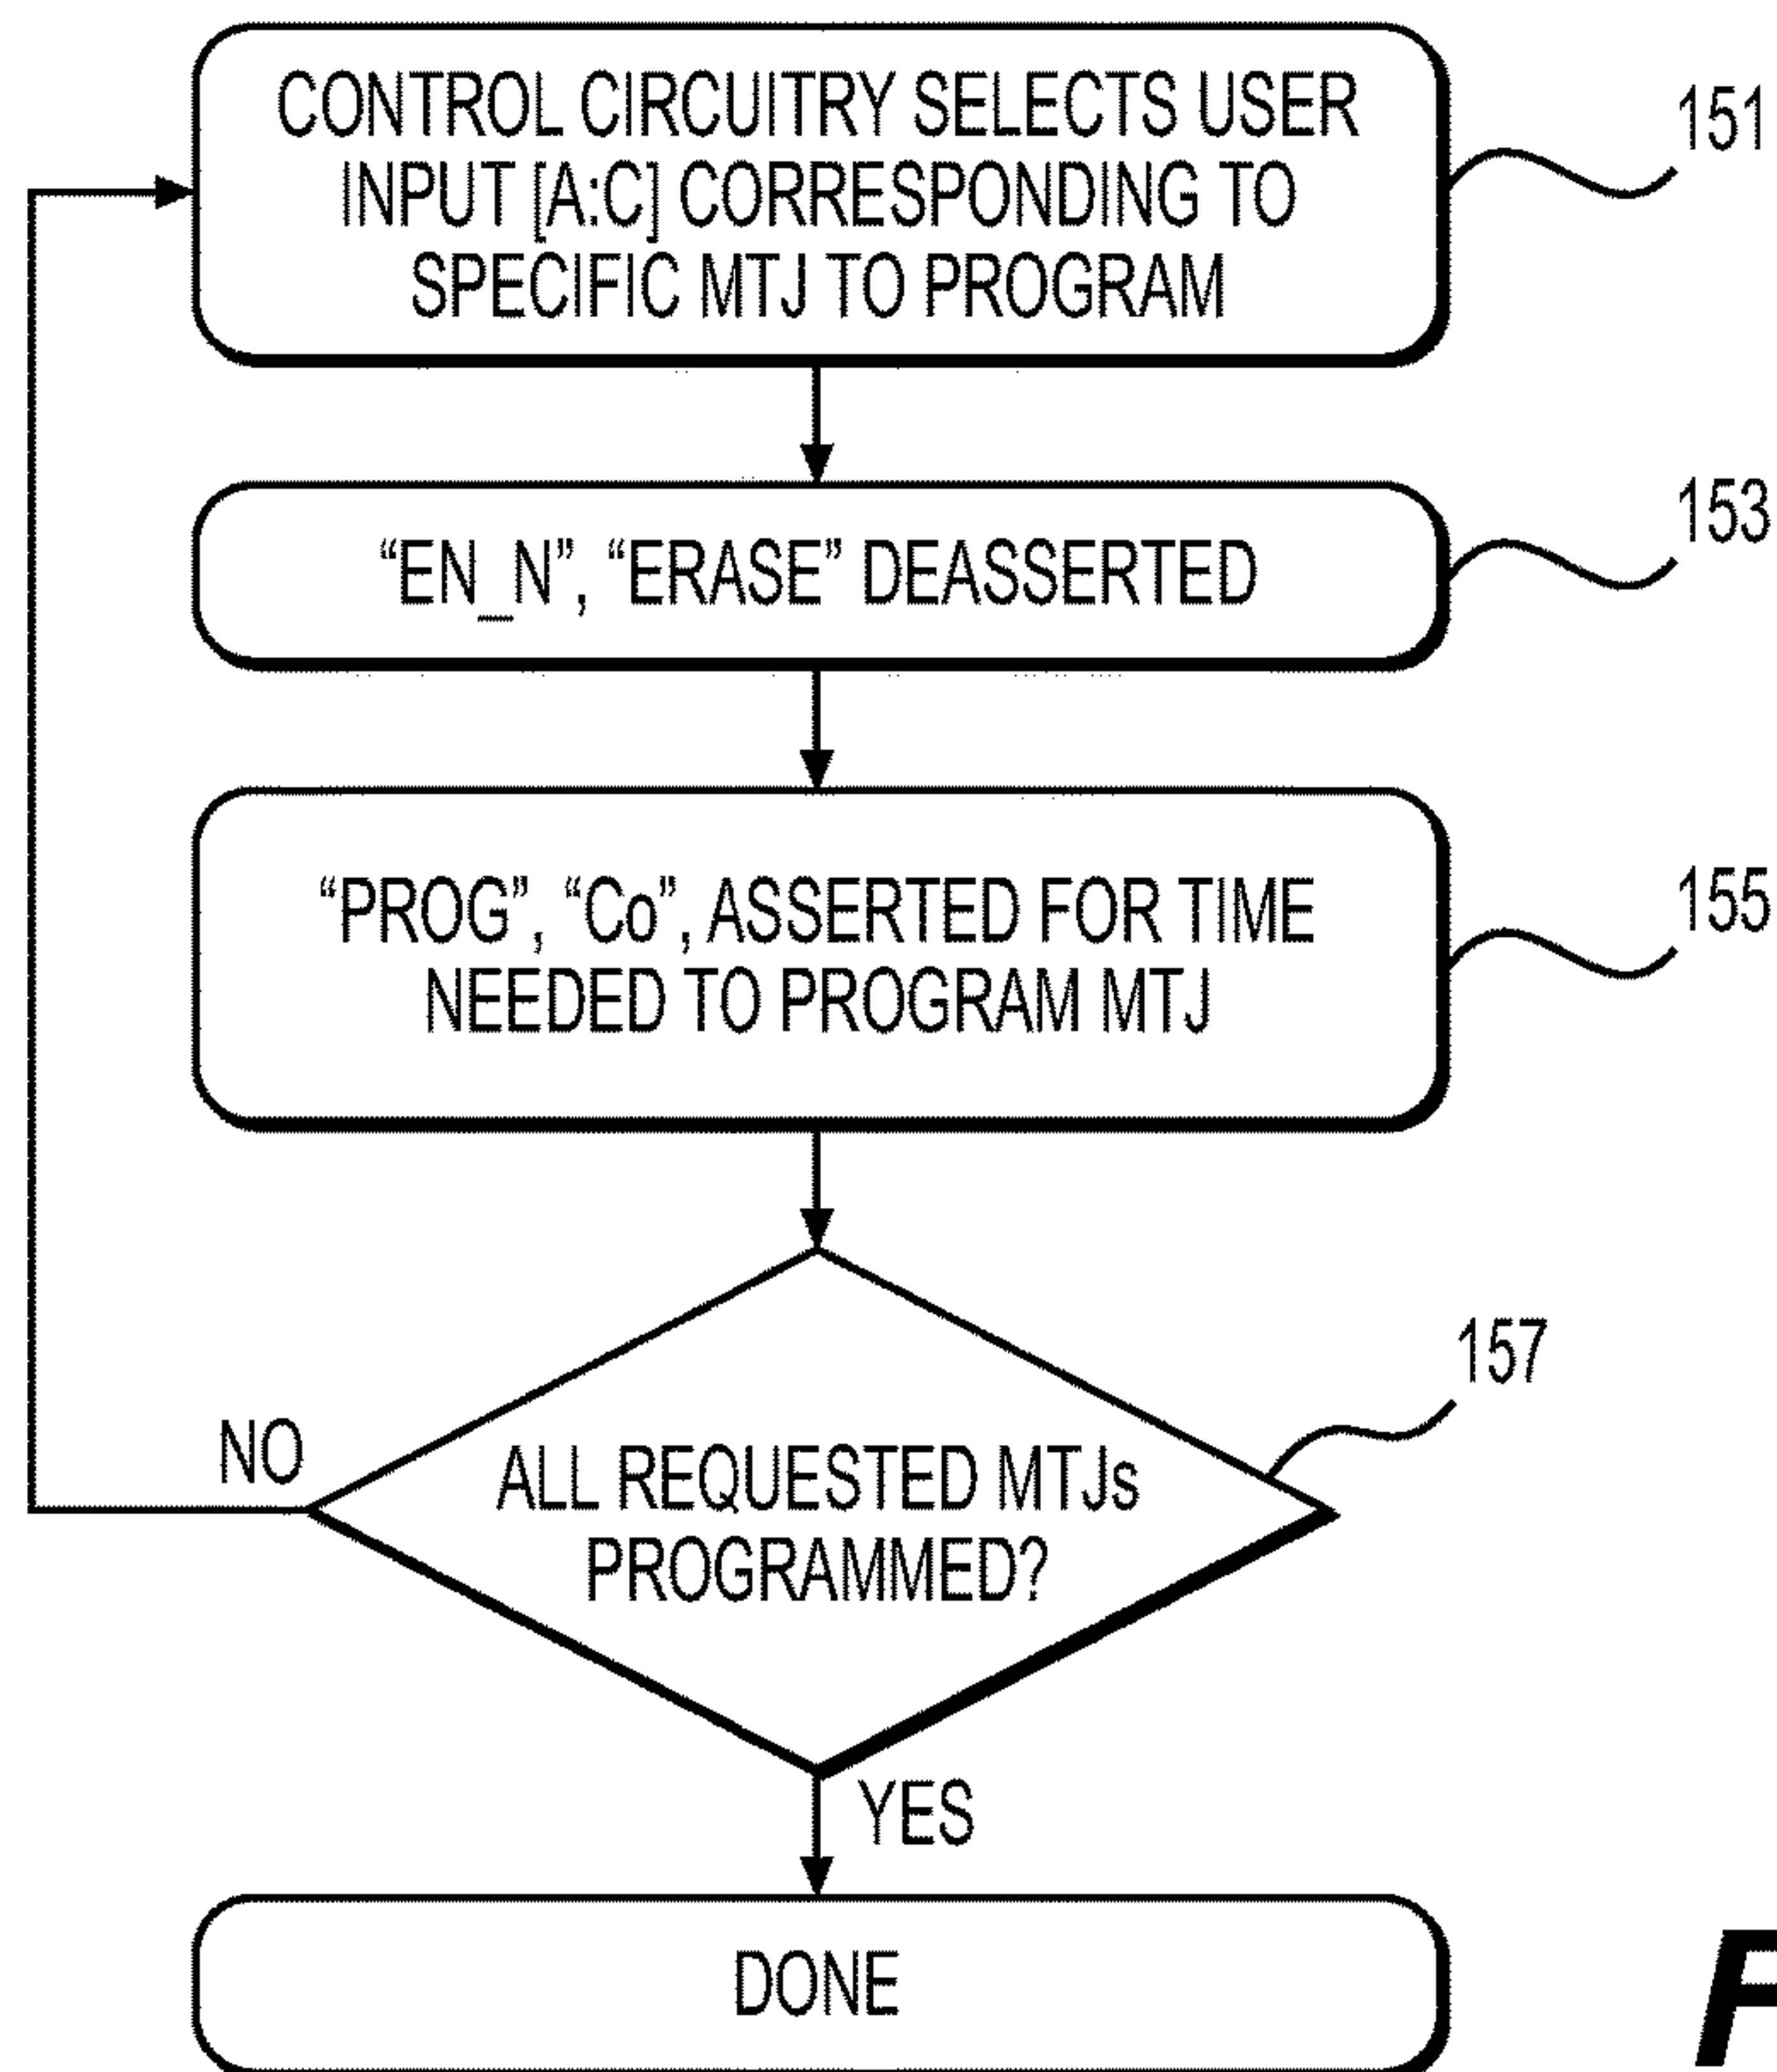 CONTROL CIRCUITRY SELECTS USER
INPUT [A:C] CORRESPONDING TO
SPECIFIC MTJ TO PROGRAM
151
“EN_N”, “ERASE” DEASSERTED
153
“PROG”, “Co”, ASSERTED FOR TIME
NEEDED TO PROGRAM MTJ
155
157
NO
ALL REQUESTED MTJs
PROGRAMMED?
YES
DONE
F